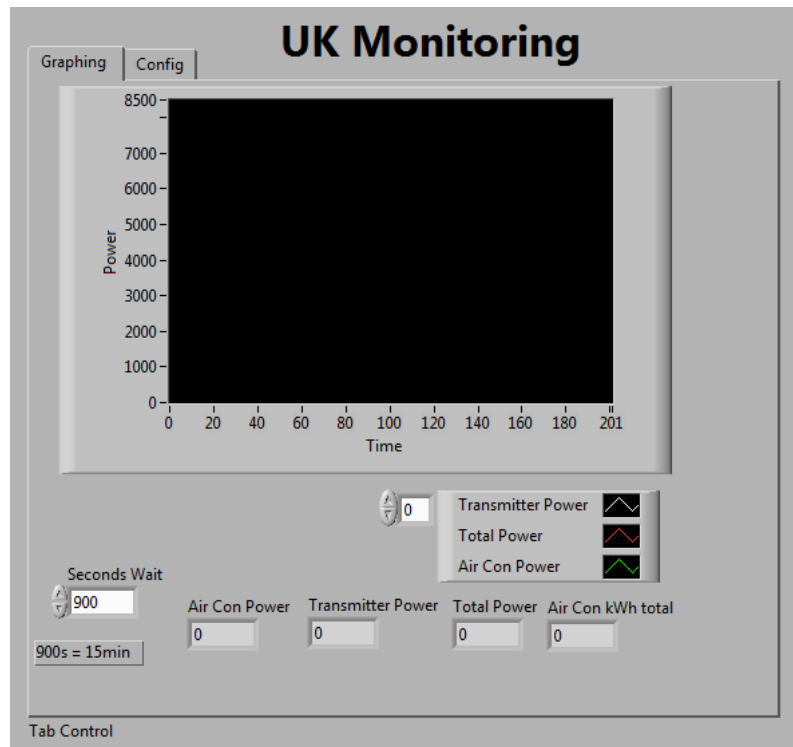 UK Monitoring
Graphing Config
8500
7000
6000
5000
4000
3000
2000
1000
0
Power
0 20 40 60 80 100 120 140 160 180 201
Time
0
Transmitter Power
Total Power
Air Con Power
Seconds Wait
900
900s = 15min
Air Con Power Transmitter Power Total Power Air Con kWh total
0 0 0 0
Tab Control